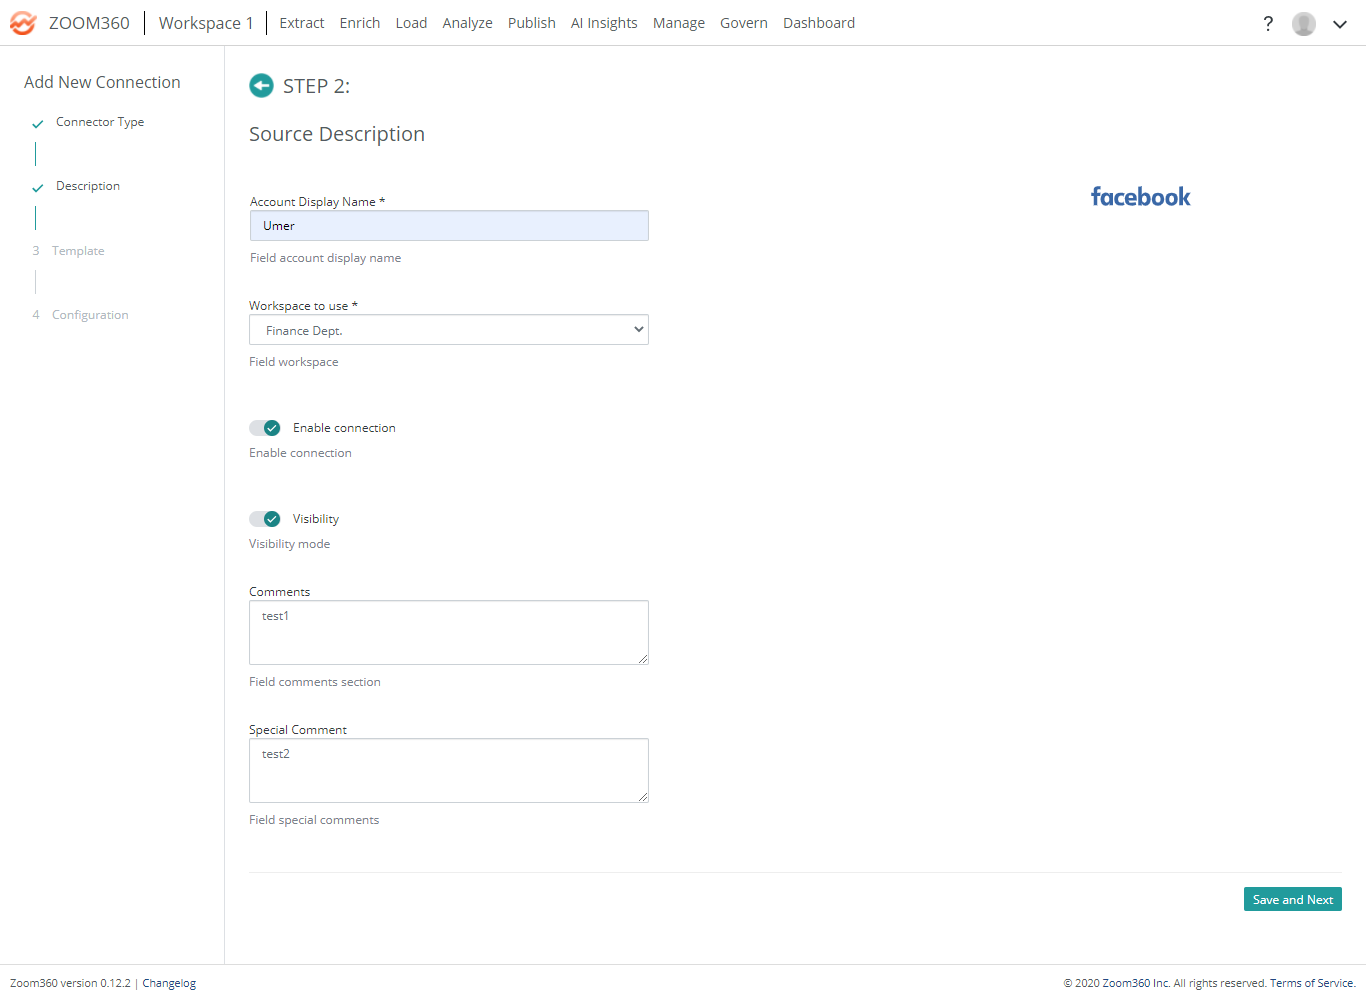 ZOOM360 Workspace 1 Extract Enrich Load Analyze Publish AI Insights Manage Govern Dashboard ?
Add New Connection
Connector Type
Description
3 Template
4 Configuration
STEP 2:
Source Description
facebook
Account Display Name *
Umer
Field account display name
Workspace to use *
Finance Dept.
Field workspace
Enable connection
Enable connection
Visibility
Visibility mode
Comments
test1
Field comments section
Special Comment
test2
Field special comments
Save and Next
Zoom360 version 0.12.2 | Changelog
© 2020 Zoom360 Inc. All rights reserved. Terms of Service.